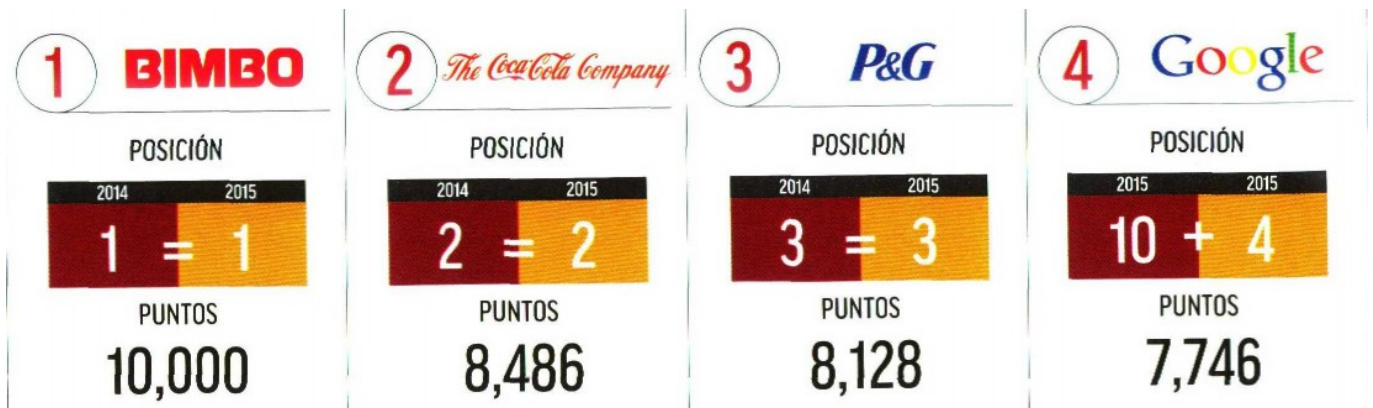 1 BIMBO
POSICIÓN
2014 2015
1 = 1
PUNTOS
10,000
2 The Coca-Cola Company
POSICIÓN
2014 2015
2 = 2
PUNTOS
8,486
3 P&G
POSICIÓN
2014 2015
3 = 3
PUNTOS
8,128
4 Google
POSICIÓN
2015 2015
10 + 4
PUNTOS
7,746